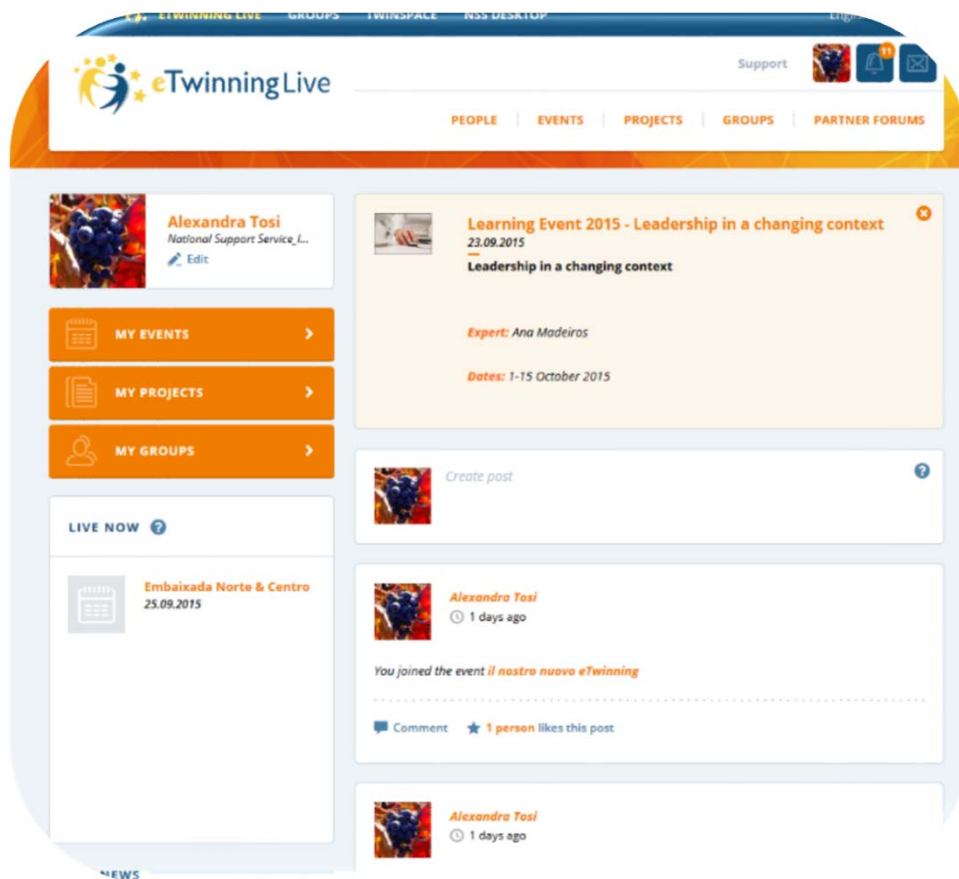 ETWINNING LIVE GROUPS TWINSPACE NSS DESKTOP
eTwinningLive
Support
11
PEOPLE EVENTS PROJECTS GROUPS PARTNER FORUMS
Alexandra Tosi
National Support Service_I...
Edit
MY EVENTS
MY PROJECTS
MY GROUPS
LIVE NOW ?
Embaixada Norte & Centro
25.09.2015
NEWS
Learning Event 2015 - Leadership in a changing context
23.09.2015
Leadership in a changing context
Expert: Ana Madeiros
Dates: 1-15 October 2015
Create post ?
Alexandra Tosi
1 days ago
You joined the event il nostro nuovo eTwinning
Comment 1 person likes this post
Alexandra Tosi
1 days ago